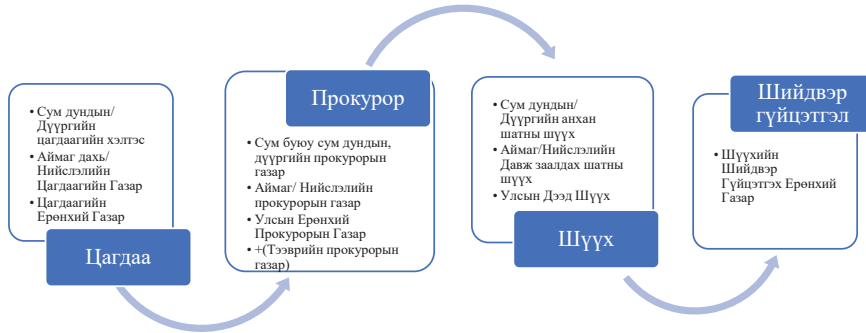 • Сум дундын/
Дүүргийн
цагдаагийн хэлтэс
• Аймаг дахь/
Нийслэлийн
Цагдаагийн Газар
• Цагдаагийн
Ерөнхий Газар
Цагдаа
Прокурор
• Сум буюу сум дундын,
дүүргийн прокурорын
газар
• Аймаг/ Нийслэлийн
прокурорын газар
• Улсын Ерөнхий
Прокурорын Газар
• +(Тээврийн прокурорын
газар)
• Сум дундын/
Дүүргийн анхан
шатны шүүх
• Аймаг/Нийслэлийн
Давж заалдах шатны
шүүх
• Улсын Дээд Шүүх
Шүүх
Шийдвэр
гүйцэтгэл
• Шүүхийн
Шийдвэр
Гүйцэтгэх Ерөнхий
Газар